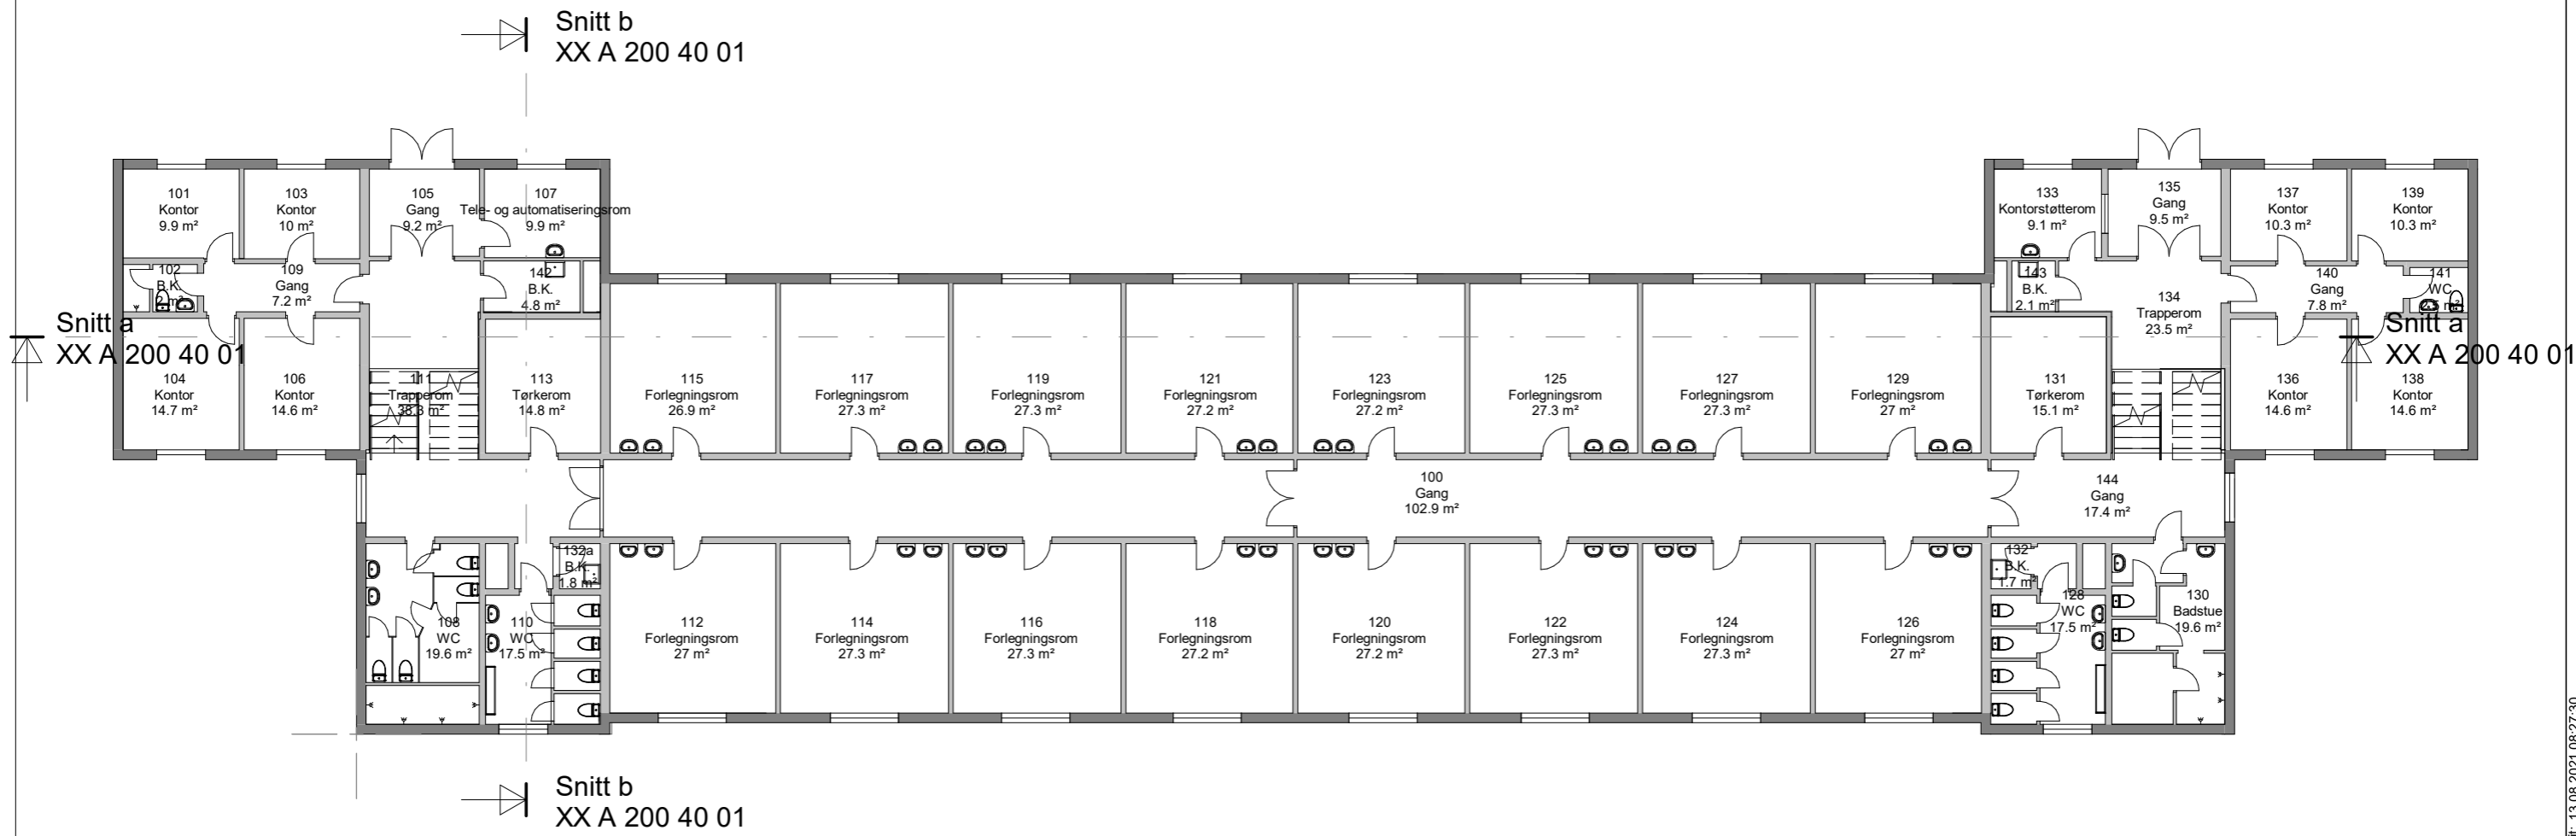 Snitt b
XX A 200 40 01
101
Kontor
9.9 m²
103
Kontor
10 m²
105
Gang
9.2 m²
107
Tele- og automatiseringsrom
9.9 m²
133
Kontorstøtterom
9.1 m²
135
Gang
9.5 m²
137
Kontor
10.3 m²
139
Kontor
10.3 m²
102
B.K.
2 m²
109
Gang
7.2 m²
142
B.K.
4.8 m²
143
B.K.
2.1 m²
134
Trapperom
23.5 m²
140
Gang
7.8 m²
141
WC
Snitt a
XX A 200 40 01
Snitt a
XX A 200 40 01
104
Kontor
14.7 m²
106
Kontor
14.6 m²
111
Trapperom
38.3 m²
113
Tørkerom
14.8 m²
115
Forlegningsrom
26.9 m²
117
Forlegningsrom
27.3 m²
119
Forlegningsrom
27.3 m²
121
Forlegningsrom
27.2 m²
123
Forlegningsrom
27.2 m²
125
Forlegningsrom
27.3 m²
127
Forlegningsrom
27.3 m²
129
Forlegningsrom
27 m²
131
Tørkerom
15.1 m²
136
Kontor
14.6 m²
138
Kontor
14.6 m²
100
Gang
102.9 m²
144
Gang
17.4 m²
132a
B.K.
1.8 m²
132
B.K.
1.7 m²
108
WC
19.6 m²
110
WC
17.5 m²
112
Forlegningsrom
27 m²
114
Forlegningsrom
27.3 m²
116
Forlegningsrom
27.3 m²
118
Forlegningsrom
27.2 m²
120
Forlegningsrom
27.2 m²
122
Forlegningsrom
27.3 m²
124
Forlegningsrom
27.3 m²
126
Forlegningsrom
27 m²
128
WC
17.5 m²
130
Badstue
19.6 m²
Snitt b
XX A 200 40 01
13.08.2021 08:27:30